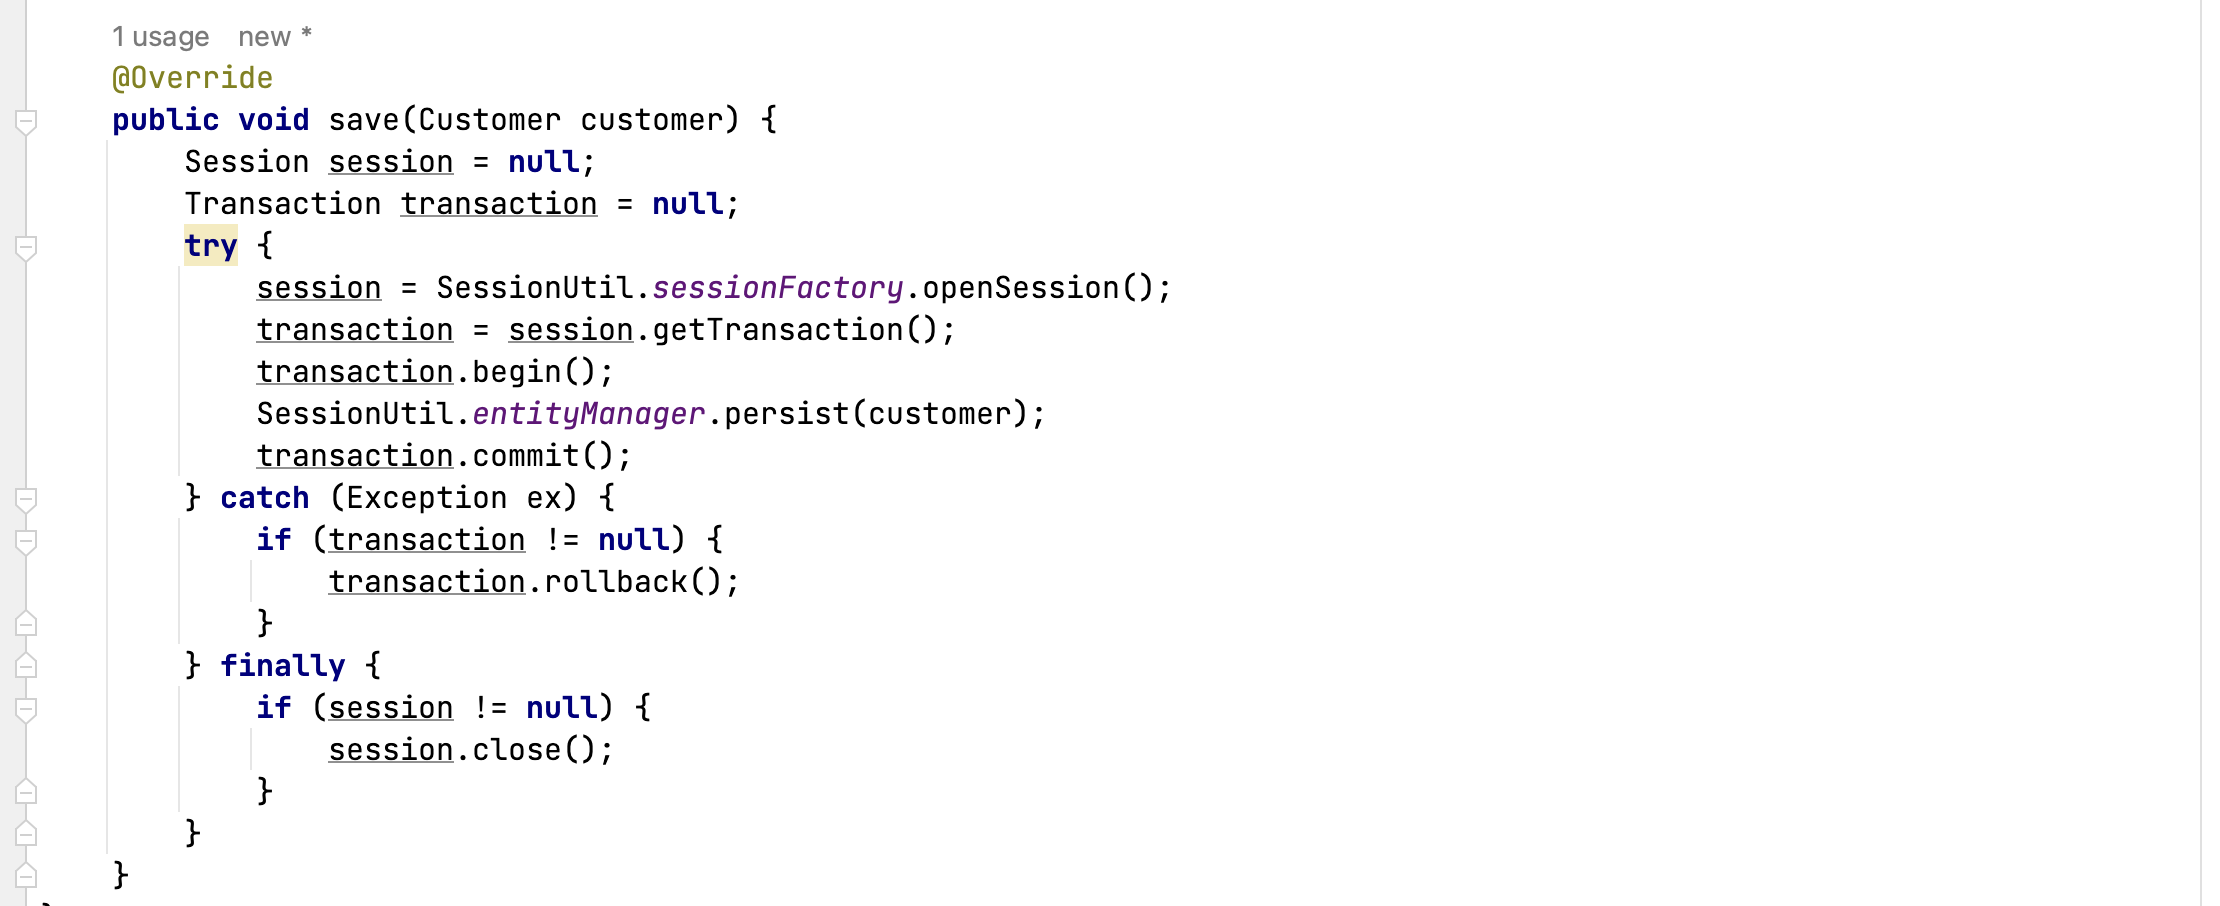 1 usage new *
@Override
public void save(Customer customer) {
    Session session = null;
    Transaction transaction = null;
    try {
        session = SessionUtil.sessionFactory.openSession();
        transaction = session.getTransaction();
        transaction.begin();
        SessionUtil.entityManager.persist(customer);
        transaction.commit();
    } catch (Exception ex) {
        if (transaction != null) {
            transaction.rollback();
        }
    } finally {
        if (session != null) {
            session.close();
        }
    }
}